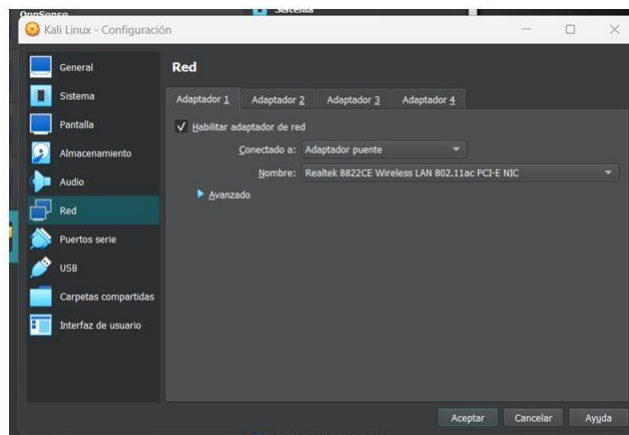 OPNSense
Sistema
Kali Linux - Configuración
General
Sistema
Pantalla
Almacenamiento
Audio
Red
Puertos serie
USB
Carpetas compartidas
Interfaz de usuario
Red
Adaptador 1 Adaptador 2 Adaptador 3 Adaptador 4
Habilitar adaptador de red
Conectado a: Adaptador puente
Nombre: Realtek 8822CE Wireless LAN 802.11ac PCI-E NIC
Avanzado
Aceptar Cancelar Ayuda